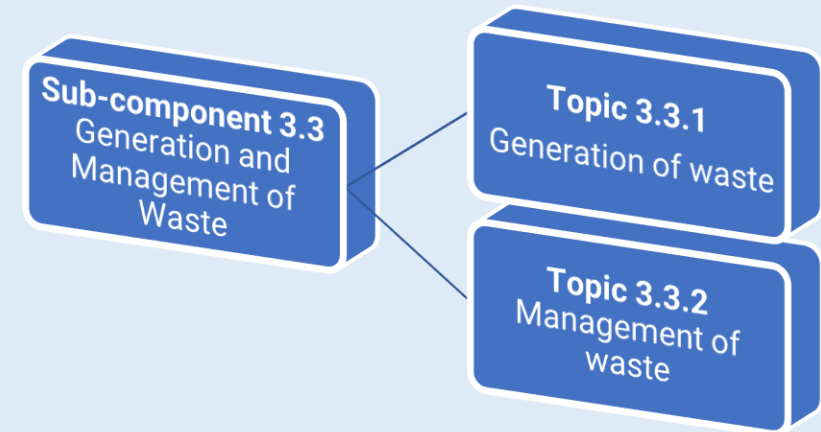 Sub-component 3.3
Generation and
Management of
Waste
Topic 3.3.1
Generation of waste
Topic 3.3.2
Management of
waste